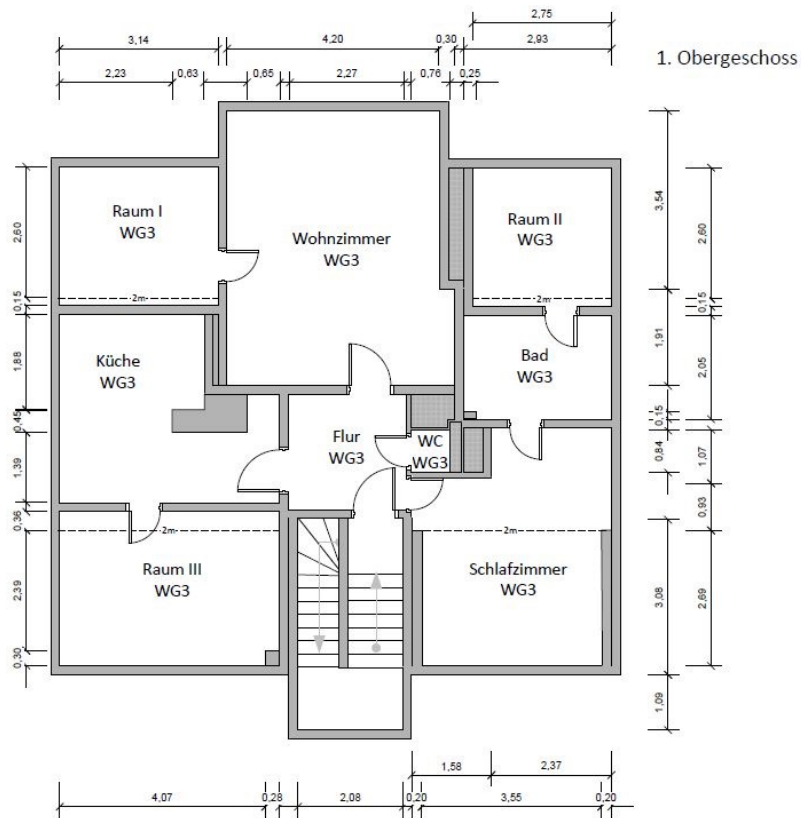 2,75
3,14
4,20
0,30
2,93
1. Obergeschoss
2,23
0,63
0,65
2,27
0,76
0,25
Raum I
WG3
Wohnzimmer
WG3
Raum II
WG3
2,60
3,54
2,60
2m
2m
0,15
0,15
Küche
WG3
Bad
WG3
1,88
1,91
2,05
0,45
0,15
Flur
WG3
WC
WG3
1,39
0,84
1,07
0,36
0,93
2m
2m
Raum III
WG3
Schlafzimmer
WG3
2,39
3,08
2,69
0,30
1,09
1,58
2,37
4,07
0,28
2,08
0,20
3,55
0,20